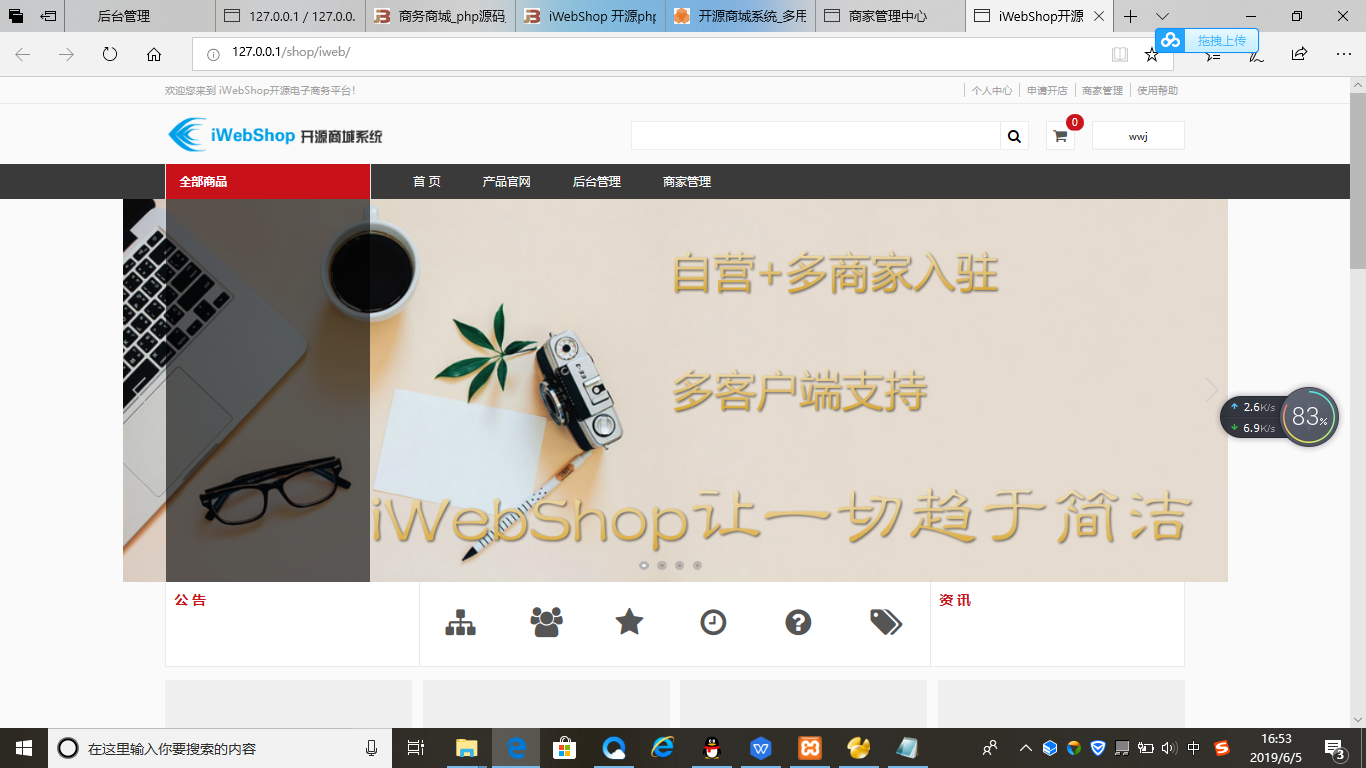 后台管理
127.0.0.1 / 127.0.0.
商务商城_php源码
iWebShop 开源php
开源商城系统_多用
商家管理中心
iWebShop开源
127.0.0.1/shop/iweb/
拖拽上传
欢迎您来到 iWebShop开源电子商务平台!
个人中心
申请开店
商家管理
使用帮助
iWebShop 开源商城系统
0
wwj
全部商品
首 页
产品官网
后台管理
商家管理
自营+多商家入驻
多客户端支持
iWebShop让一切趋于简洁
2.6K/s
6.9K/s
83%
公 告
资 讯
在这里输入你要搜索的内容
中
16:53
2019/6/5
3